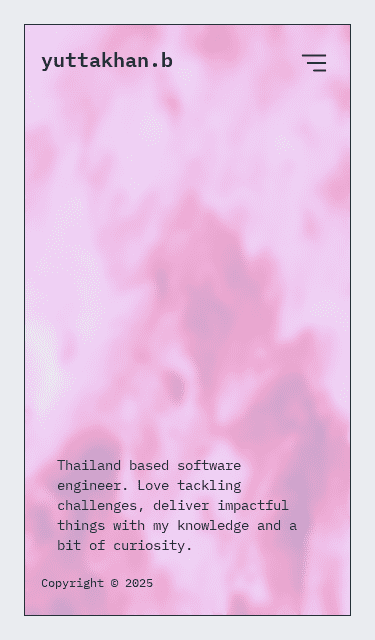 yuttakhan.b
Thailand based software
engineer. Love tackling
challenges, deliver impactful
things with my knowledge and a
bit of curiosity.
Copyright © 2025